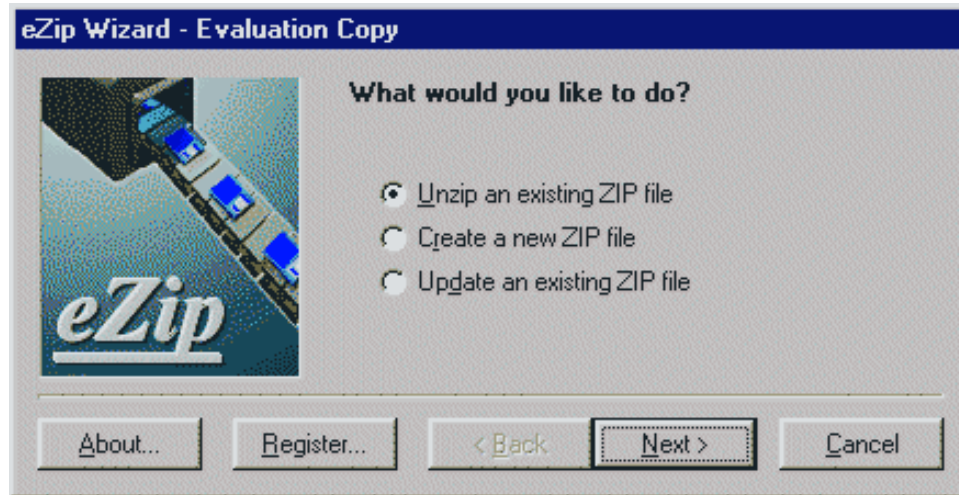 eZip Wizard - Evaluation Copy
What would you like to do?
Unzip an existing ZIP file
Create a new ZIP file
Update an existing ZIP file
eZip
About...
Register...
< Back
Next >
Cancel